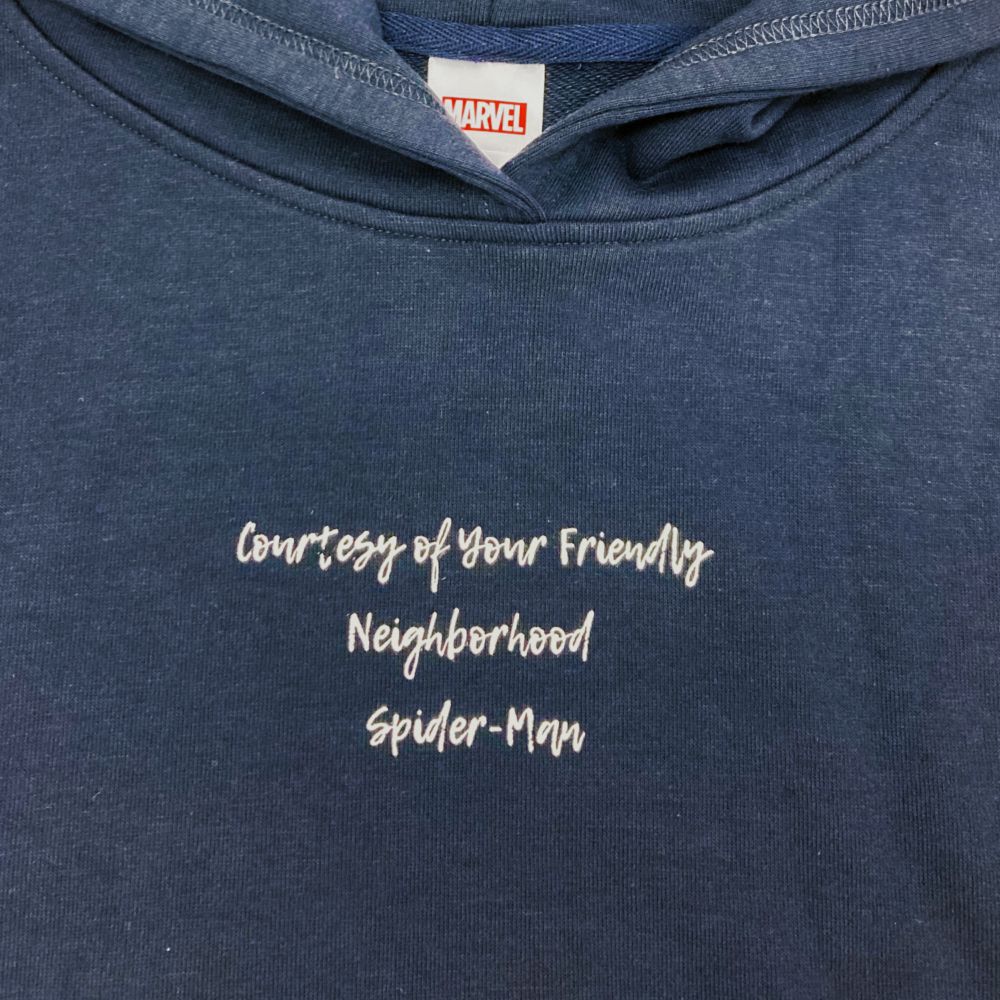 MARVEL
Courtesy of Your Friendly
Neighborhood
Spider-Man